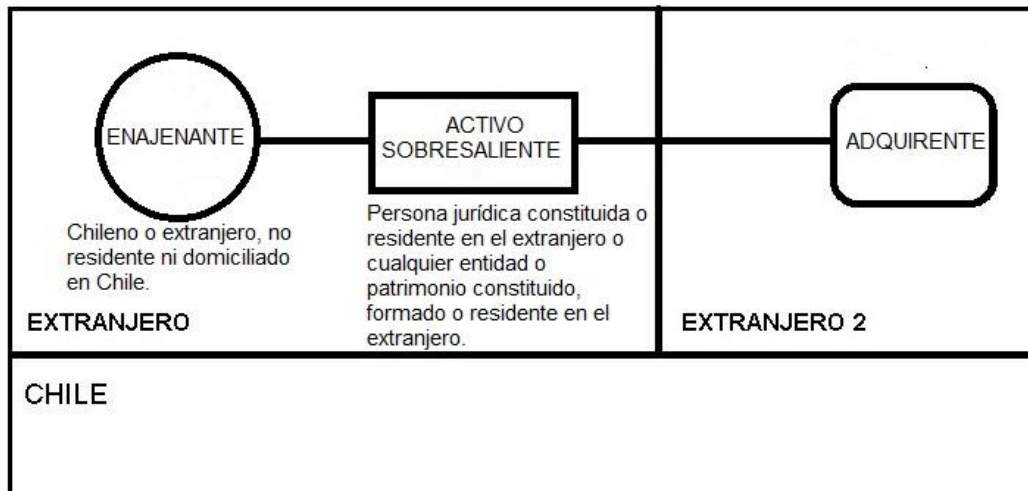 ENAJENANTE
Chileno o extranjero, no
residente ni domiciliado
en Chile.
ACTIVO
SOBRESALIENTE
Persona jurídica constituida o
residente en el extranjero o
cualquier entidad o
patrimonio constituido,
formado o residente en el
extranjero.
EXTRANJERO
ADQUIRENTE
EXTRANJERO 2
CHILE